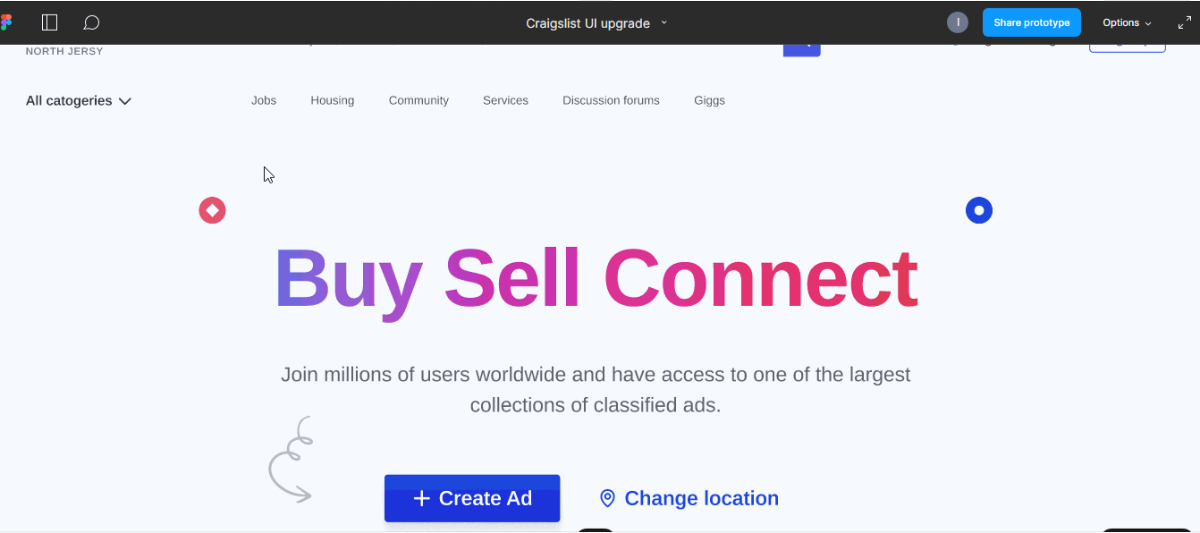 Craigslist UI upgrade
I
Share prototype
Options
NORTH JERSY
All catogeries
Jobs
Housing
Community
Services
Discussion forums
Giggs
Buy Sell Connect
Join millions of users worldwide and have access to one of the largest
collections of classified ads.
+ Create Ad
Change location